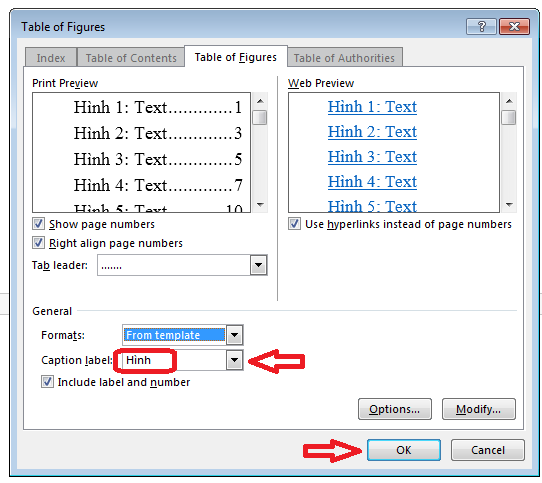 Table of Figures
Index
Table of Contents
Table of Figures
Table of Authorities
Print Preview
Web Preview
Hình 1: Text.............1
Hình 2: Text.............3
Hình 3: Text.............5
Hình 4: Text.............7
Hình 5: Text...........10
Hình 1: Text
Hình 2: Text
Hình 3: Text
Hình 4: Text
Hình 5: Text
Show page numbers
Use hyperlinks instead of page numbers
Right align page numbers
Tab leader: .......
General
Formats: From template
Caption label: Hình
Include label and number
Options... Modify...
OK Cancel